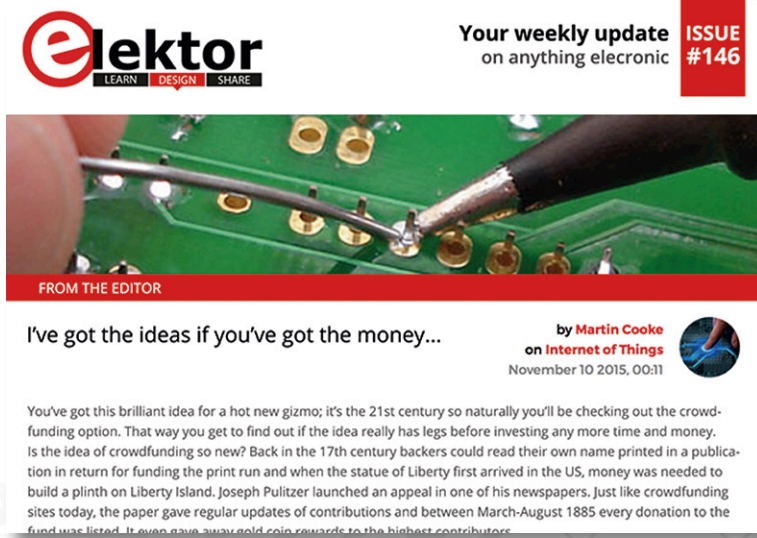 elektor
LEARN DESIGN SHARE
Your weekly update
on anything elecronic
ISSUE
#146
FROM THE EDITOR
I've got the ideas if you've got the money...
by Martin Cooke
on Internet of Things
November 10 2015, 00:11
You've got this brilliant idea for a hot new gizmo; it's the 21st century so naturally you'll be checking out the crowd-
funding option. That way you get to find out if the idea really has legs before investing any more time and money.
Is the idea of crowdfunding so new? Back in the 17th century backers could read their own name printed in a publica-
tion in return for funding the print run and when the statue of Liberty first arrived in the US, money was needed to
build a plinth on Liberty Island. Joseph Pulitzer launched an appeal in one of his newspapers. Just like crowdfunding
sites today, the paper gave regular updates of contributions and between March-August 1885 every donation to the
fund was listed. It even gave away gold coin rewards to the highest contributors.